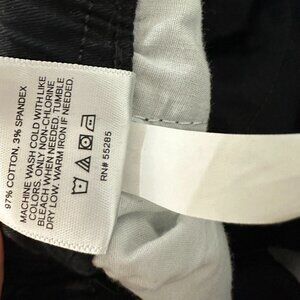 97% COTTON, 3% SPANDEX
MACHINE WASH COLD WITH LIKE
COLORS. ONLY NON-CHLORINE
BLEACH WHEN NEEDED. TUMBLE
DRY LOW. WARM IRON IF NEEDED.
RN# 55285